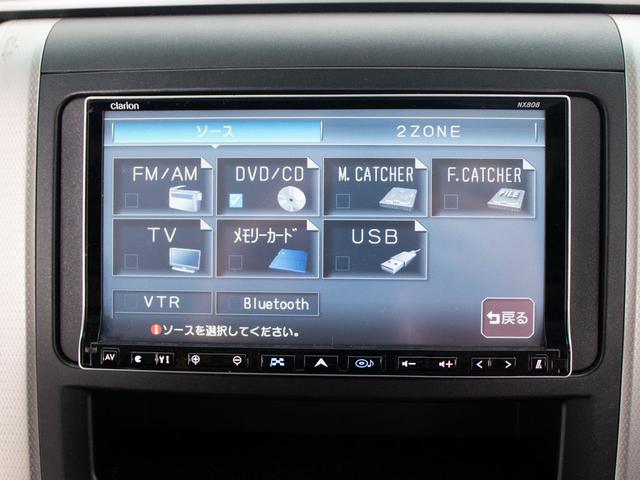 clarion NX808
ソース 2ZONE
FM/AM DVD/CD M.CATCHER F.CATCHER
FILE
TV メモリーカード USB
VTR Bluetooth
戻る
!ソースを選択してください。
AV